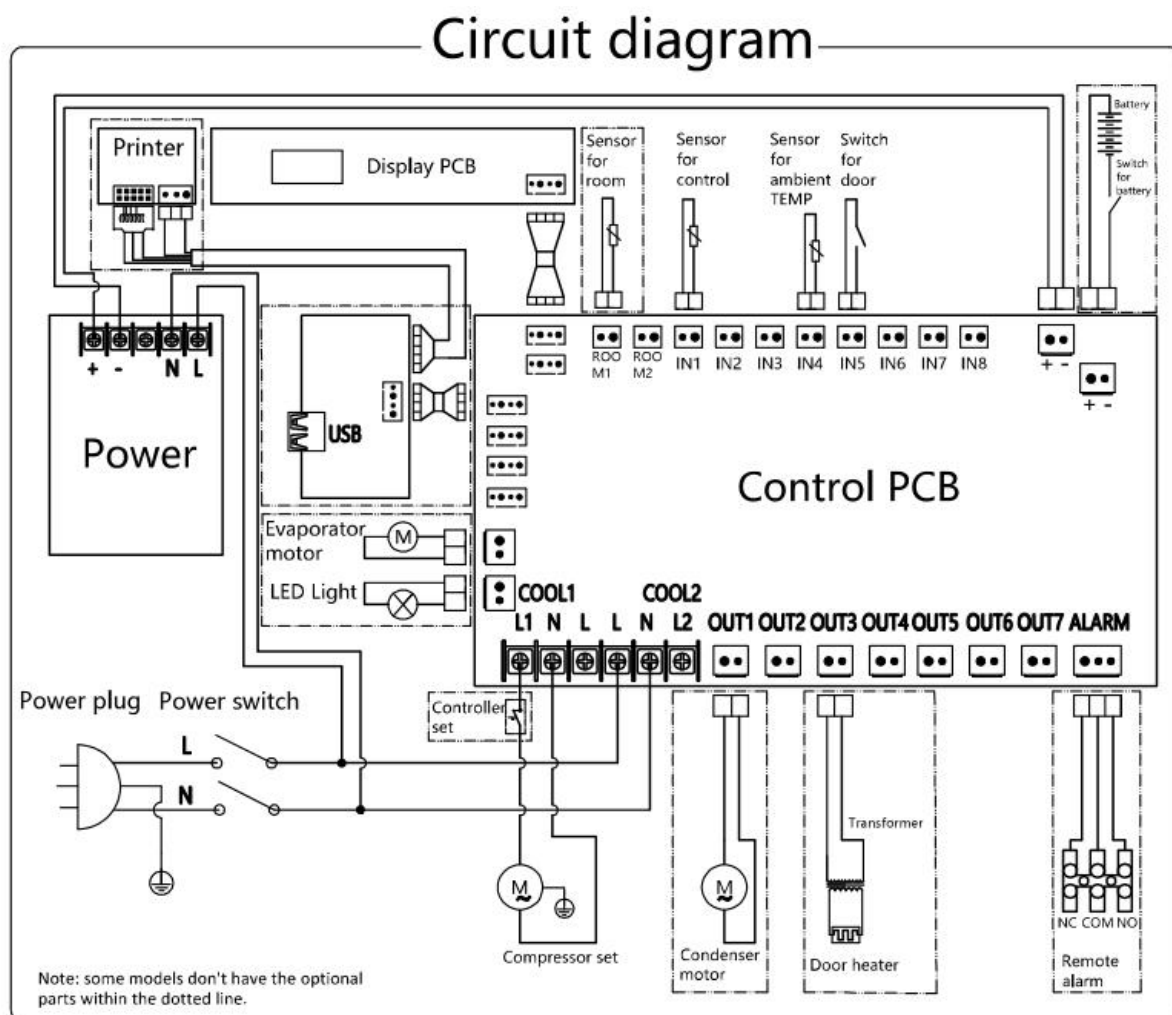 Circuit diagram
Printer
Display PCB
Sensor
for
room
Sensor
for
control
Sensor
for
ambient
TEMP
Switch
for
door
Battery
Switch
for
battery
+ - N L
Power
USB
ROO
M1
ROO
M2
IN1 IN2 IN3 IN4 IN5 IN6 IN7 IN8
+ -
+ -
Control PCB
Evaporator
motor
M
LED Light
COOL1 COOL2
L1 N L L N L2 OUT1 OUT2 OUT3 OUT4 OUT5 OUT6 OUT7 ALARM
Power plug Power switch
L
N
Controller
set
M
Compressor set
M
Condenser
motor
Transformer
Door heater
NC COM NO
Remote
alarm
Note: some models don't have the optional
parts within the dotted line.